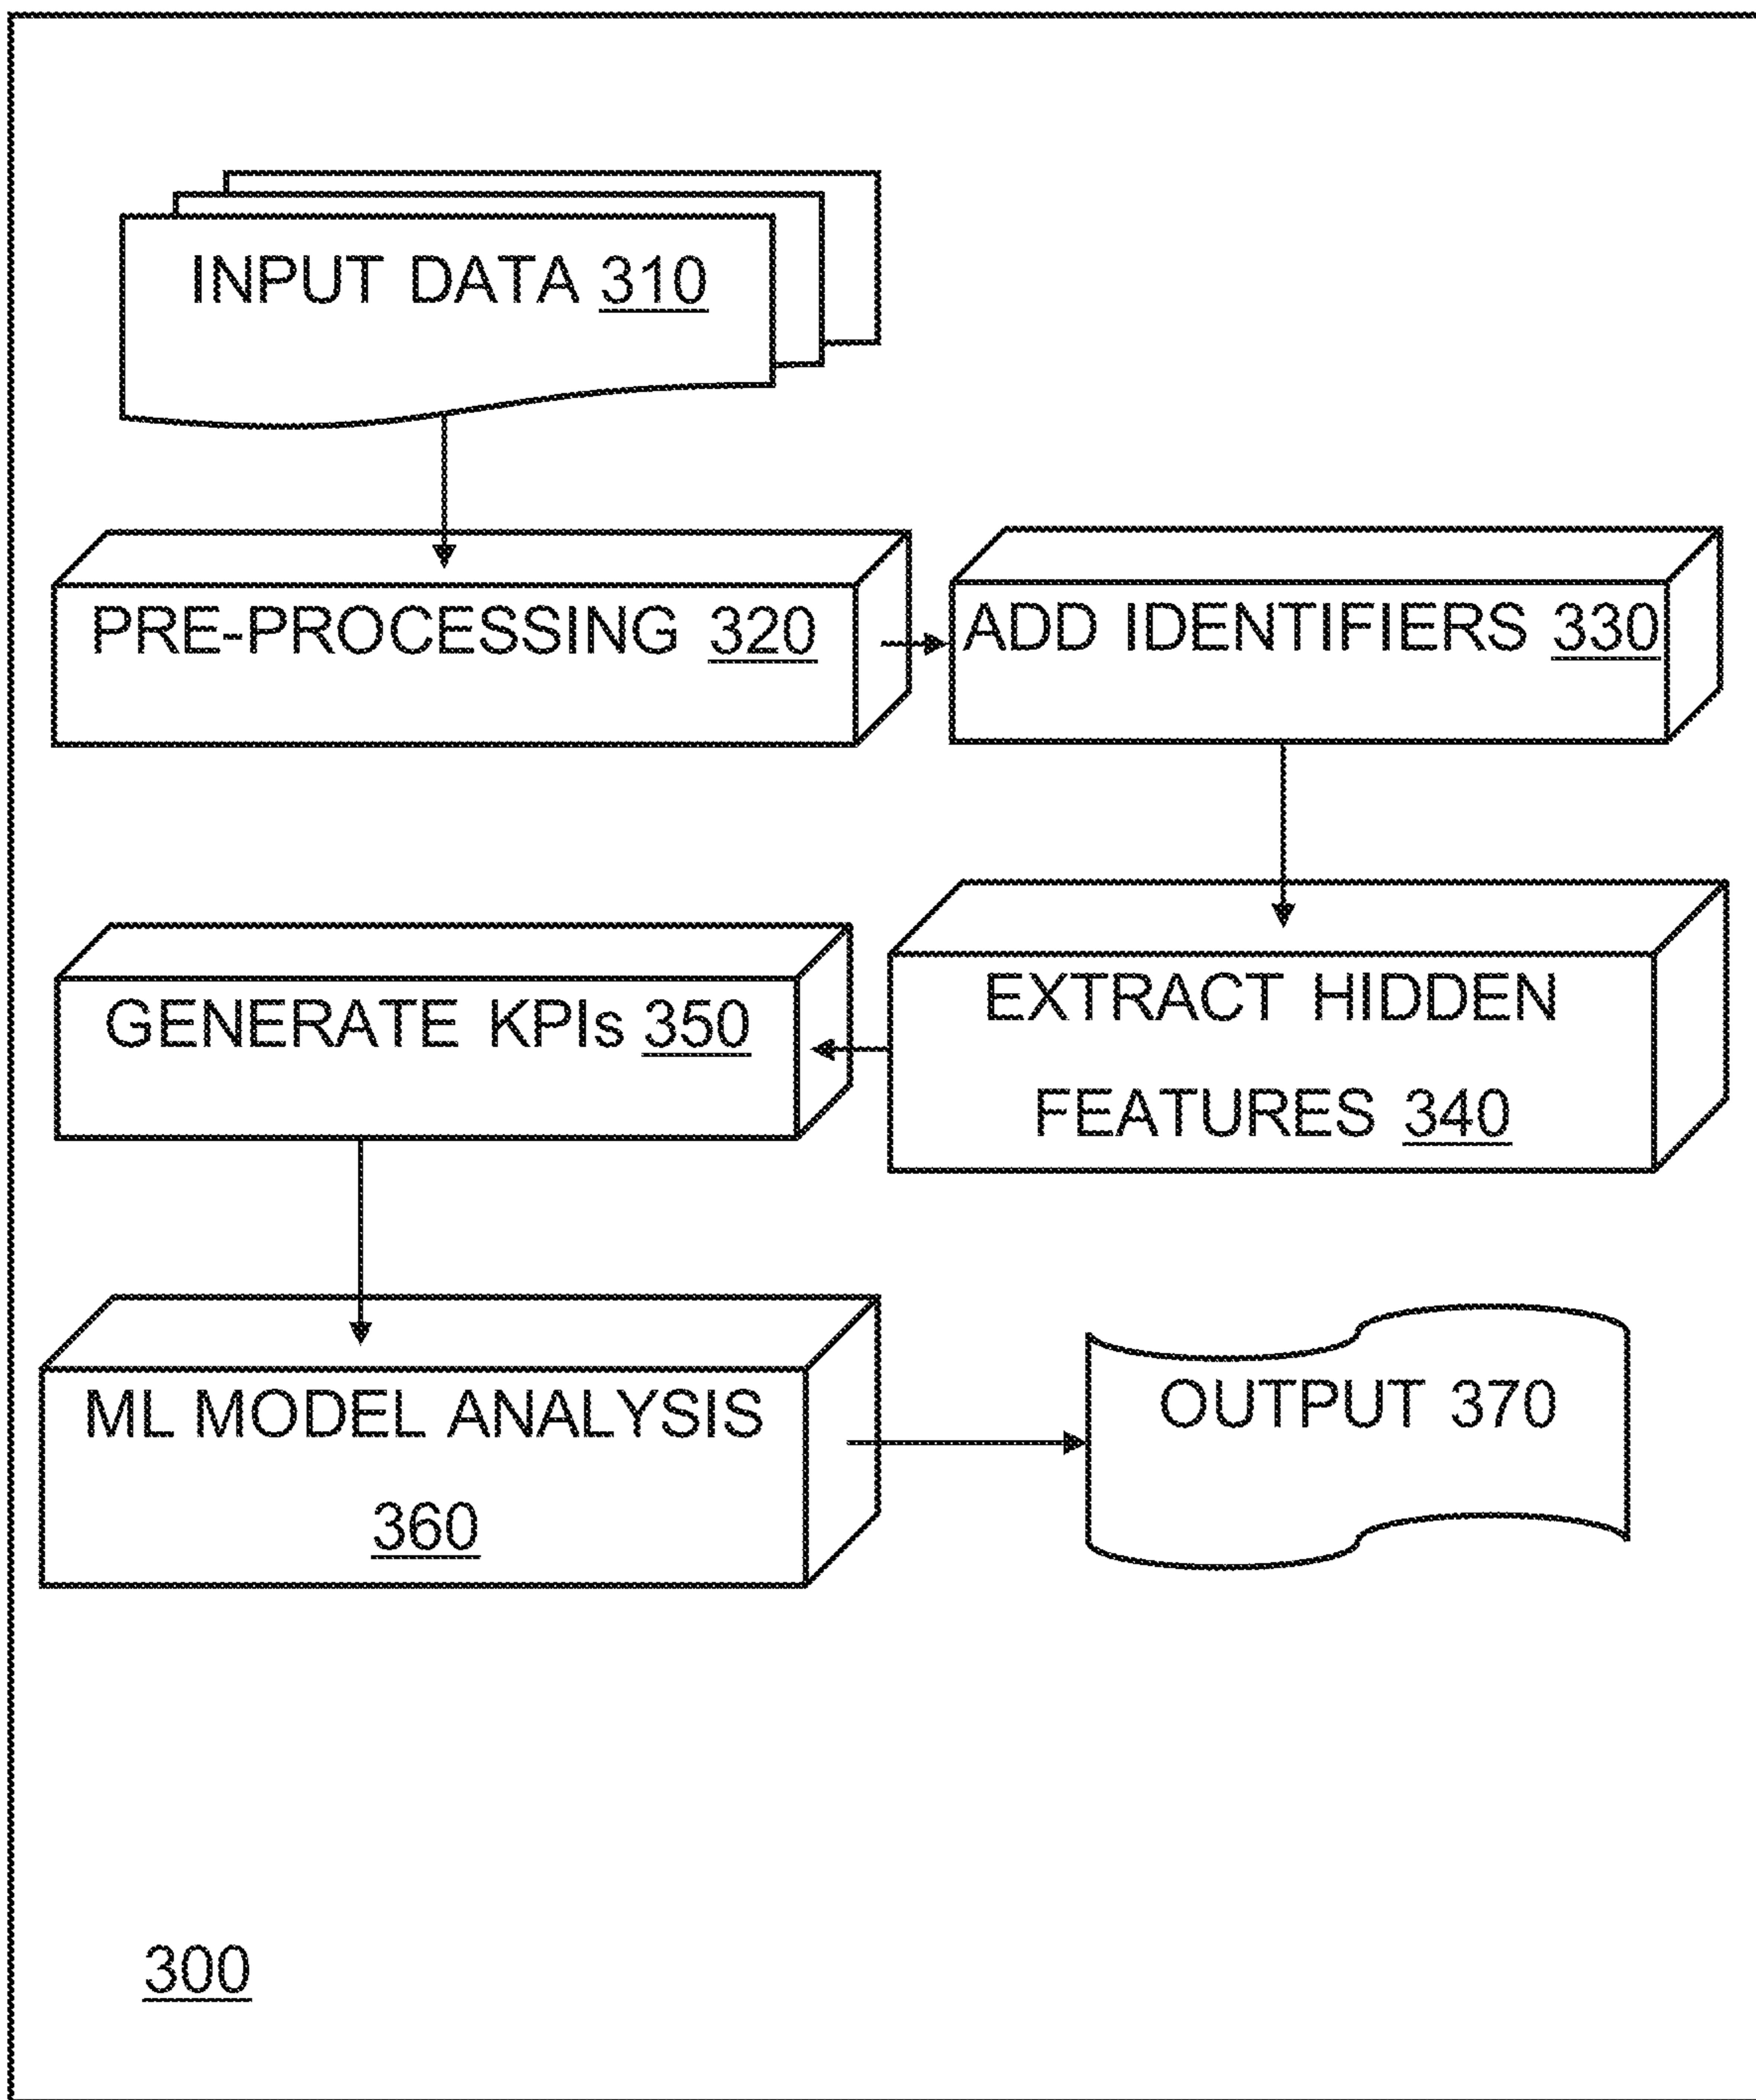 INPUT DATA 310
PRE-PROCESSING 320
ADD IDENTIFIERS 330
EXTRACT HIDDEN
FEATURES 340
GENERATE KPIs 350
ML MODEL ANALYSIS
360
OUTPUT 370
300